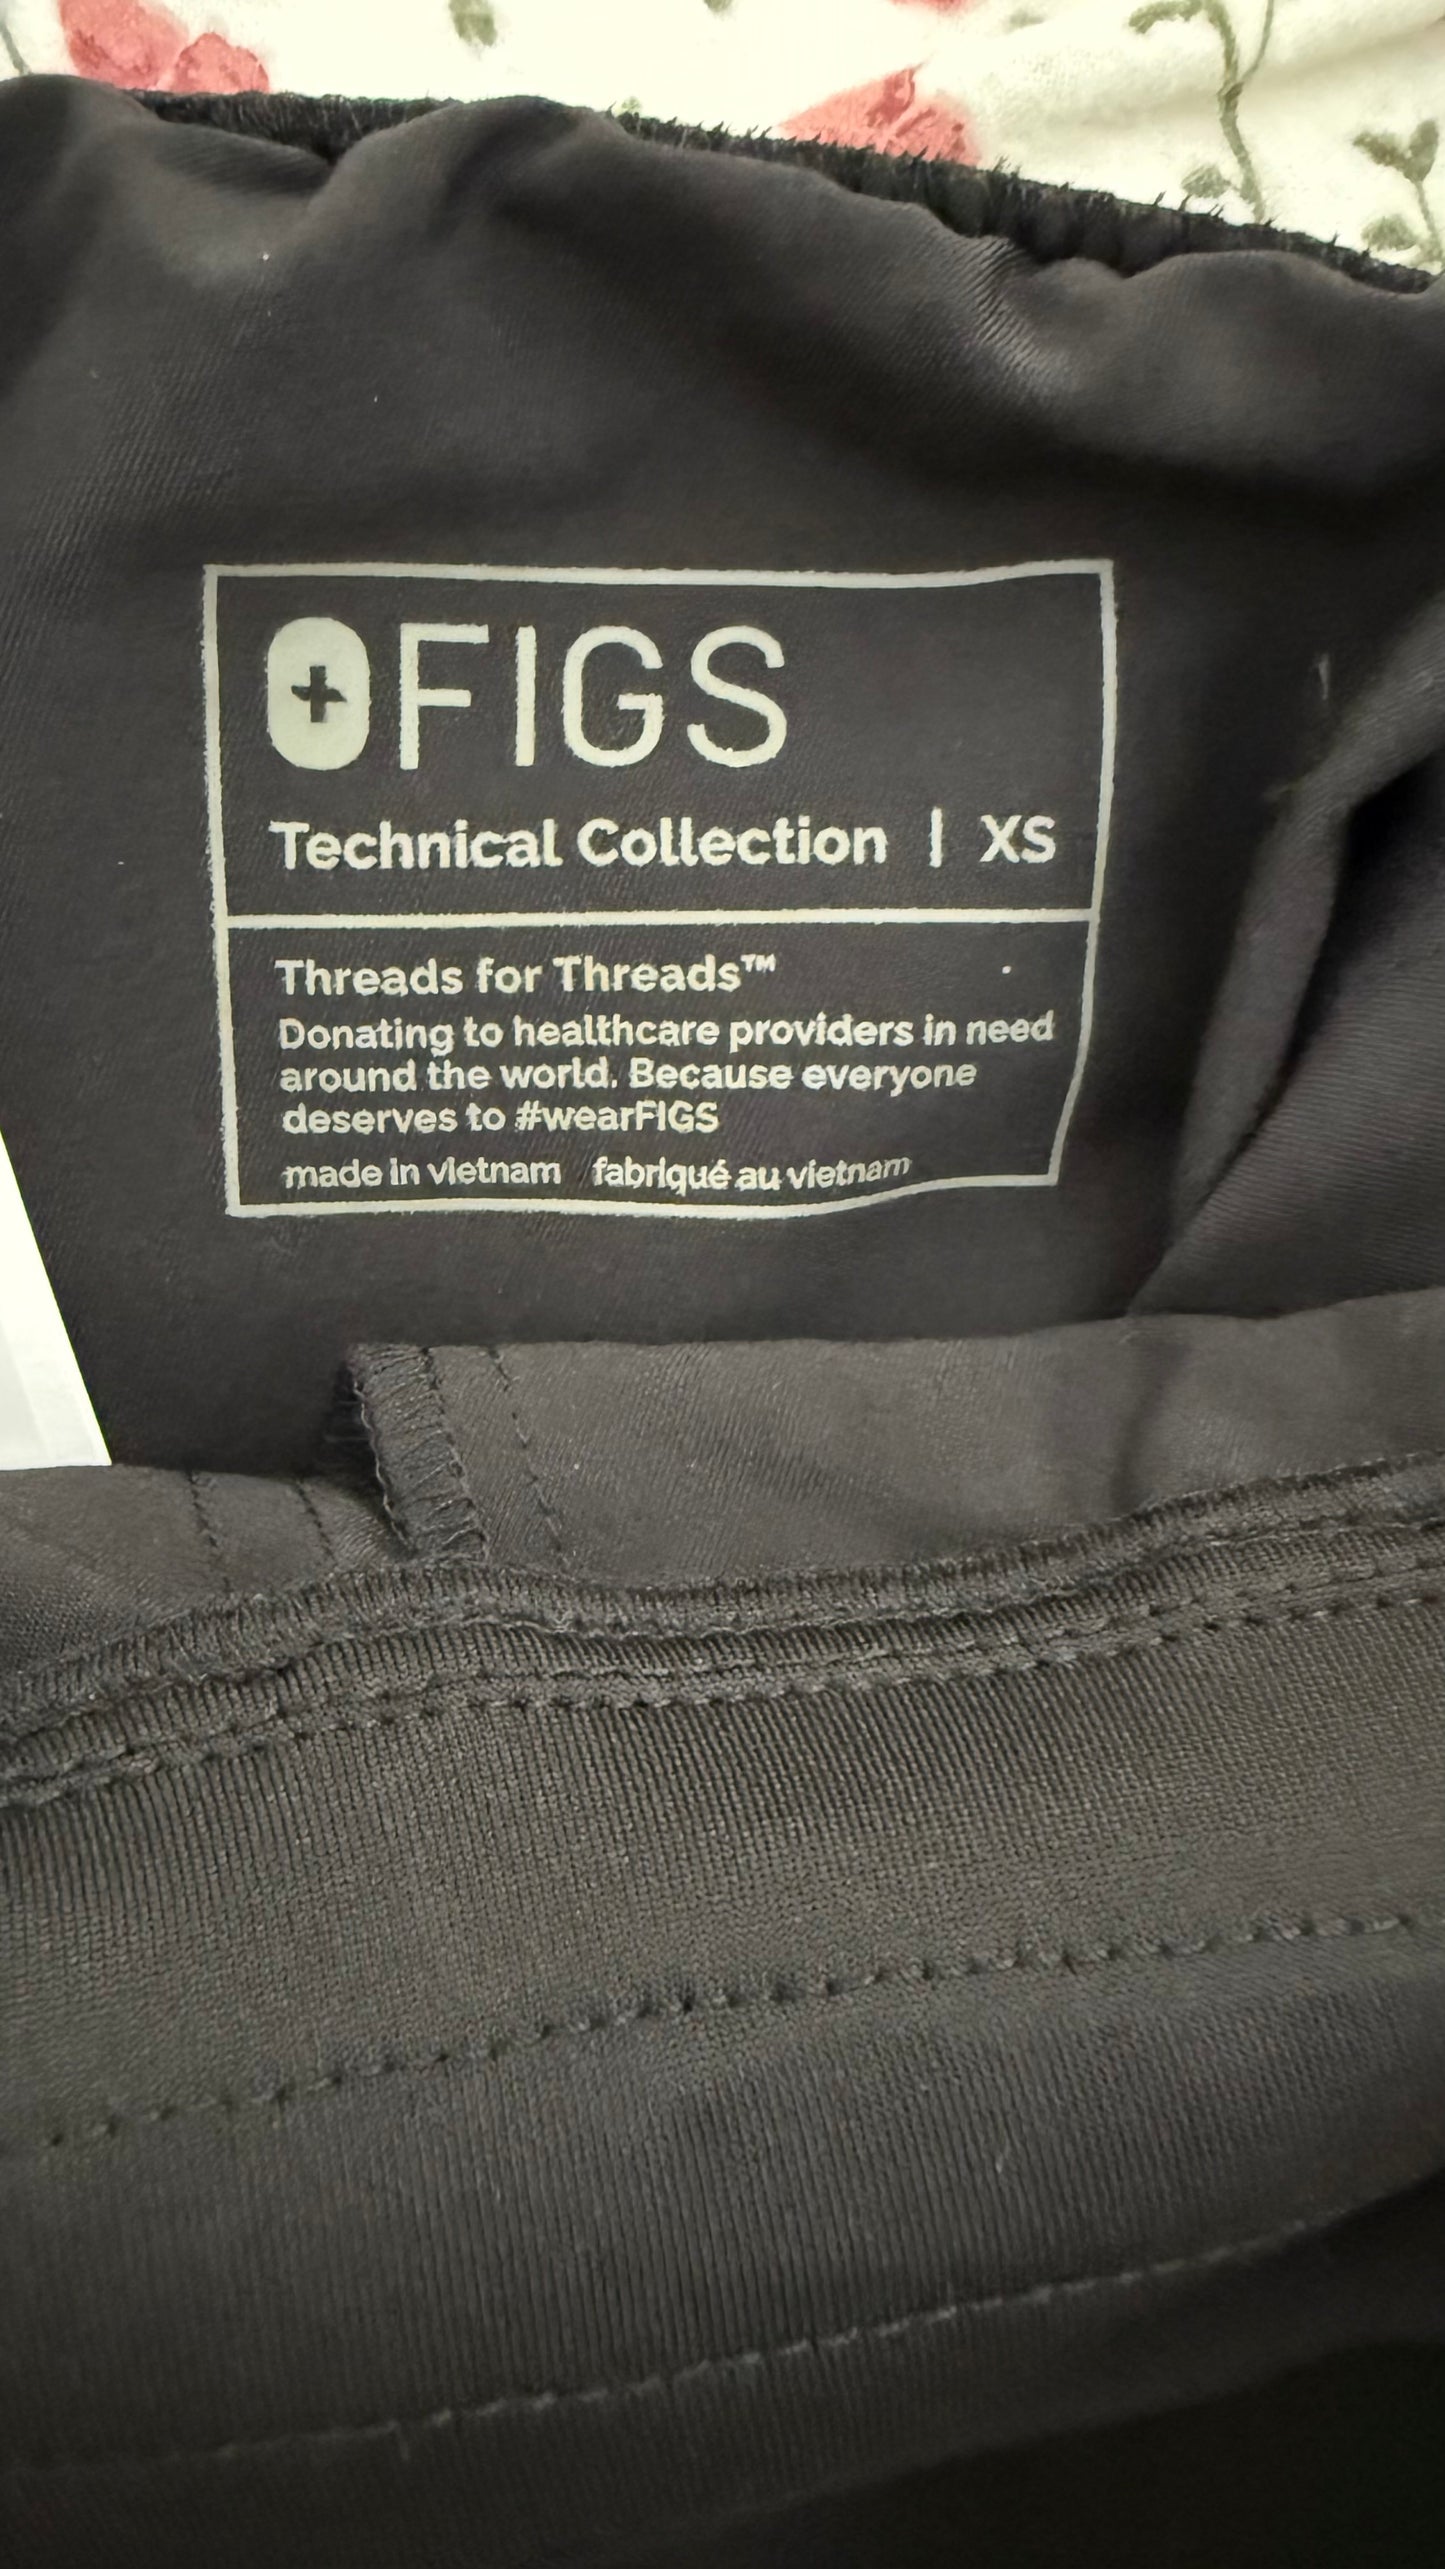 FIGS
Technical Collection | XS
Threads for Threads™
Donating to healthcare providers in need
around the world. Because everyone
deserves to #wearFIGS
made in vietnam fabriqué au vietnam